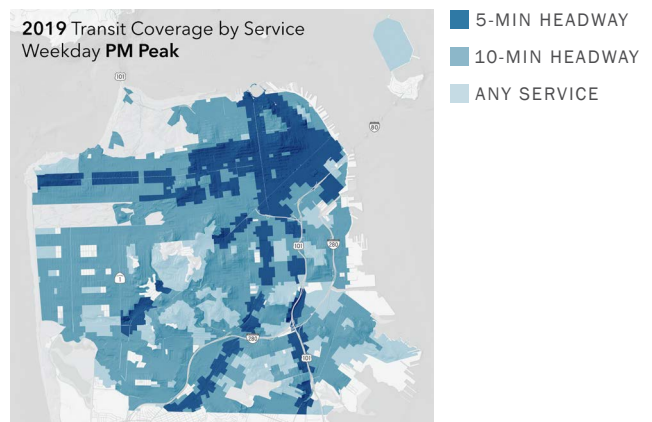 2019 Transit Coverage by Service
Weekday PM Peak
5-MIN HEADWAY
10-MIN HEADWAY
ANY SERVICE
101
80
101
280
1
280
101